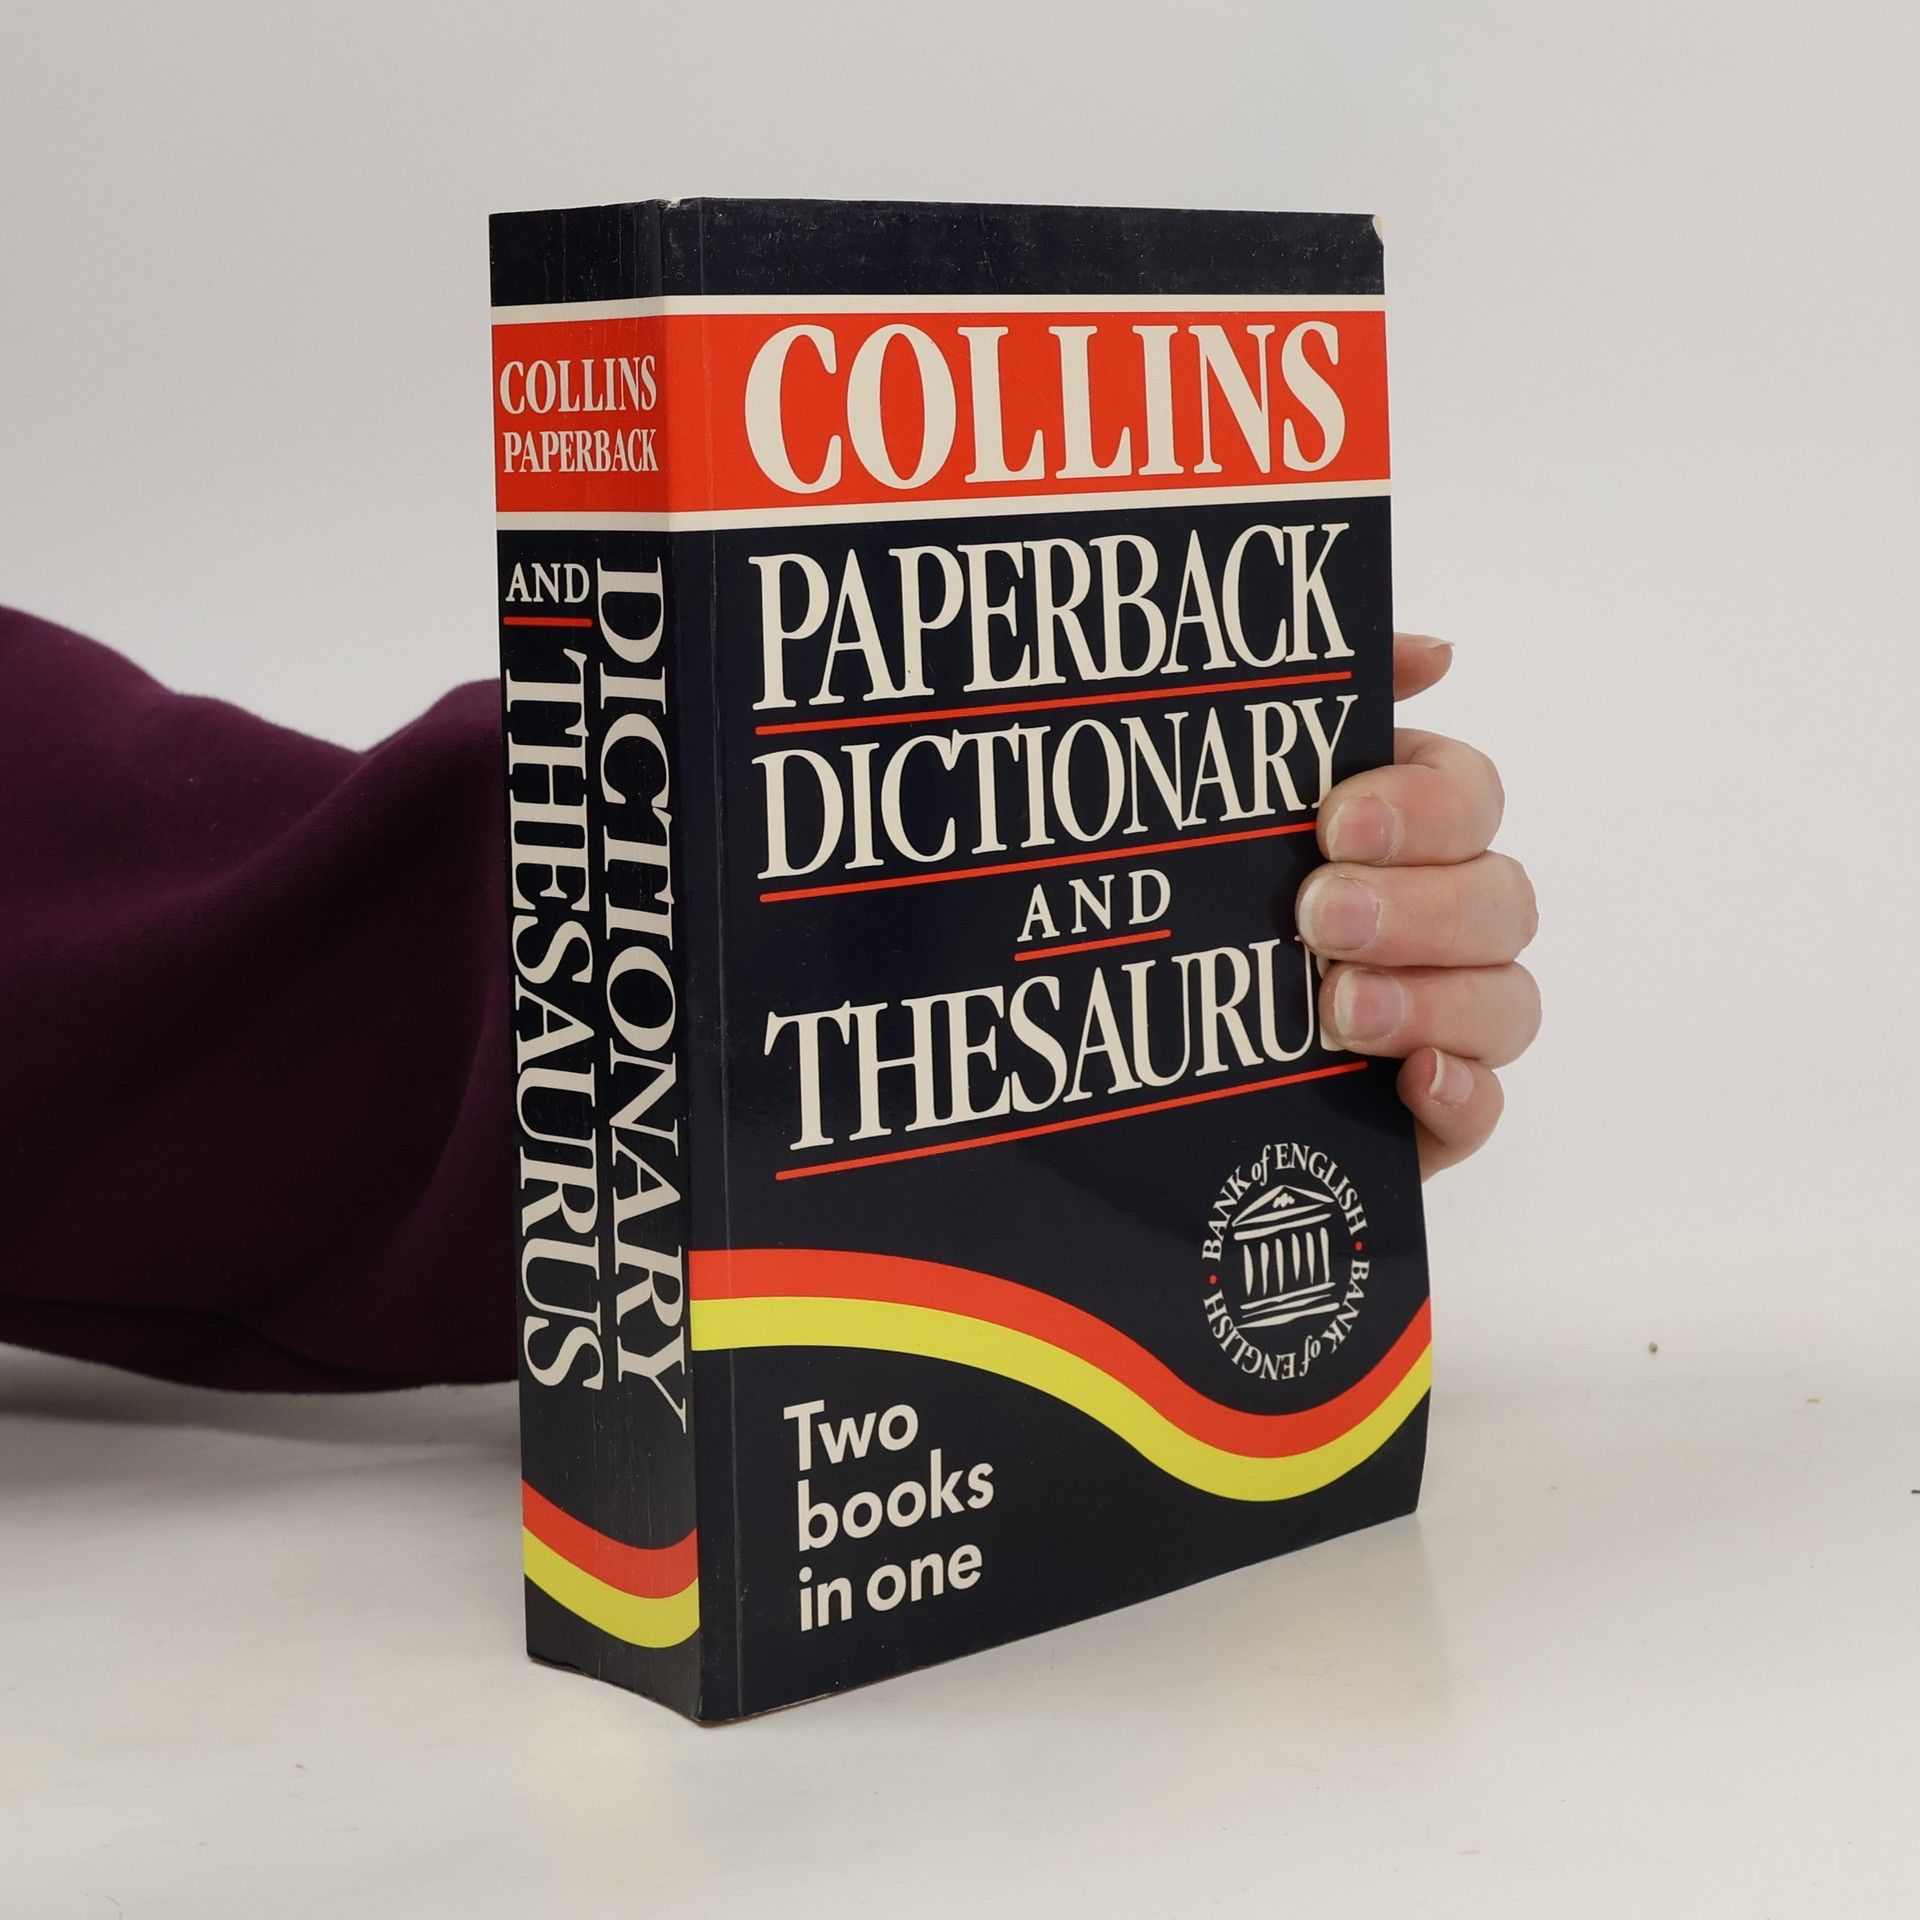 COLLINS
PAPERBACK
DICTIONARY
AND
THESAURUS
COLLINS
PAPERBACK
DICTIONARY
AND
THESAURUS
BANK of ENGLISH · BANK of ENGLISH ·
Two
books
in one